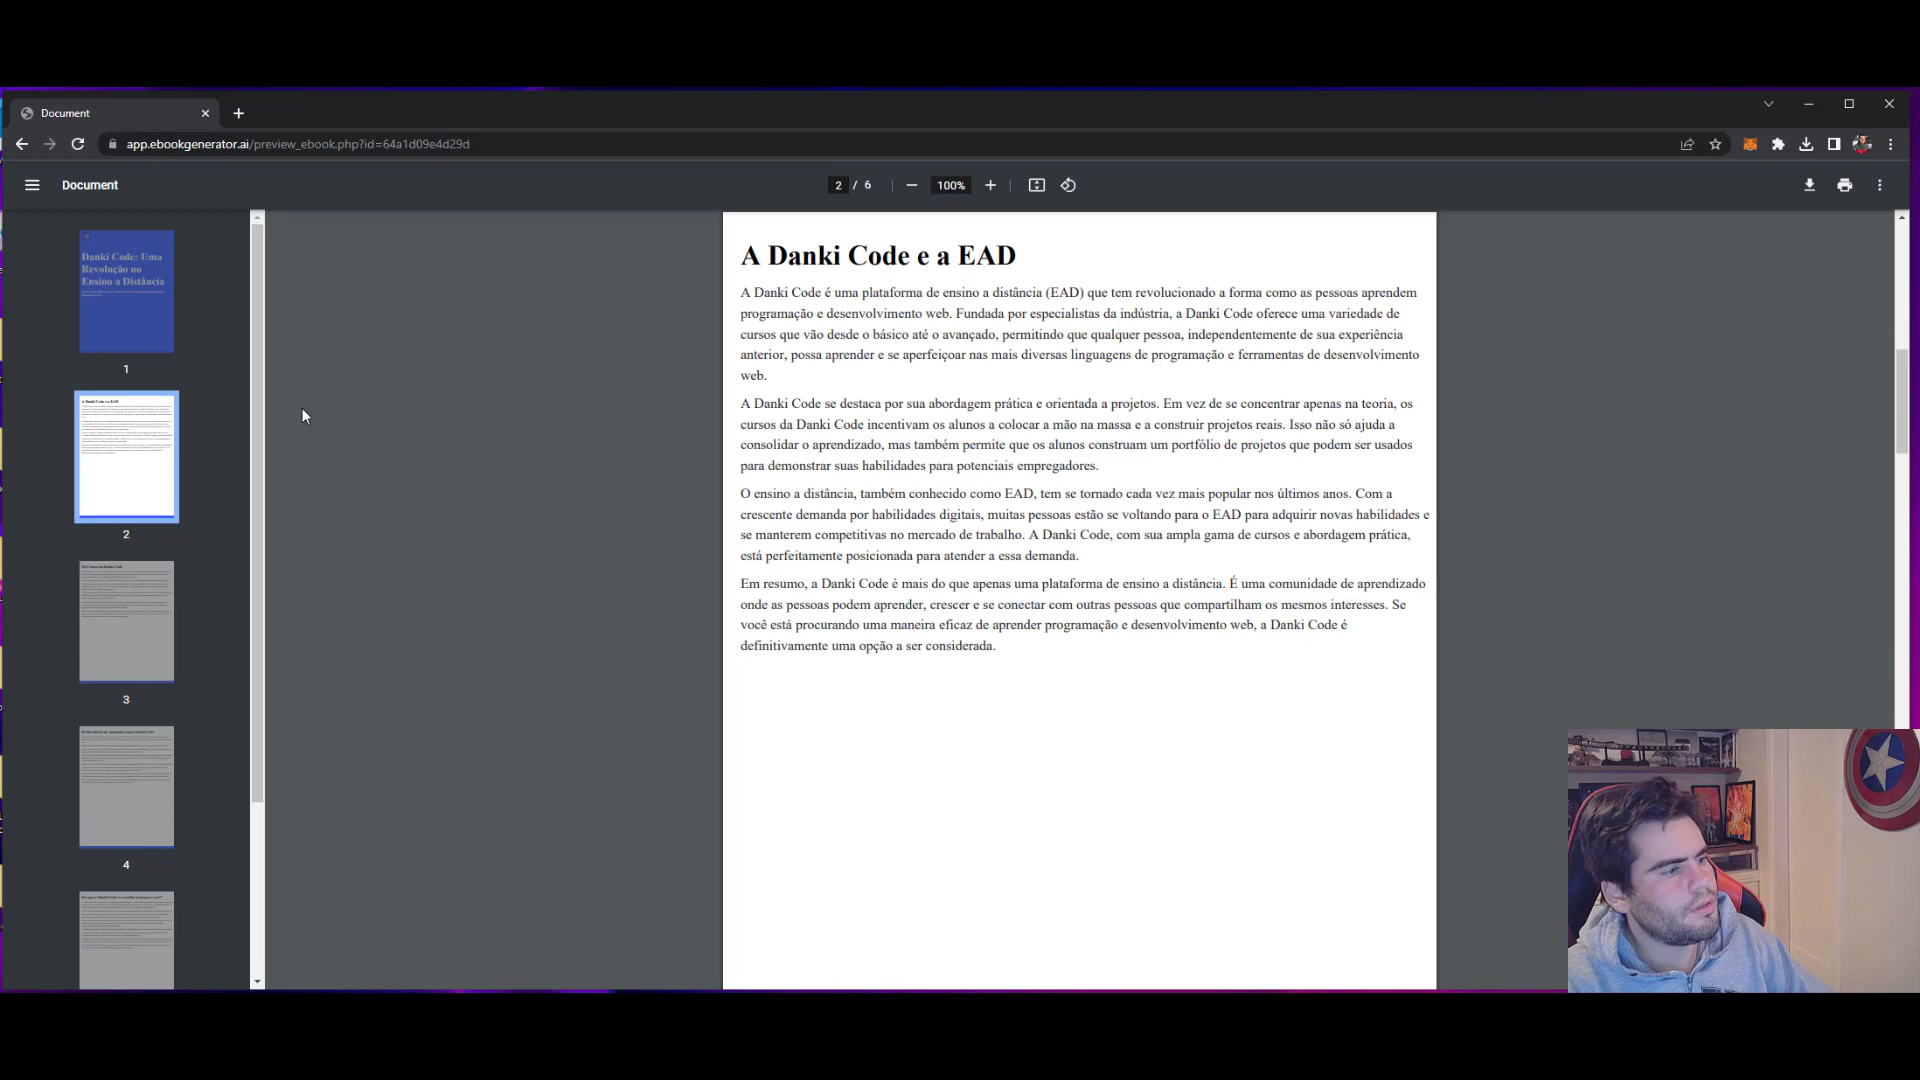 Document
app.ebookgenerator.ai/preview_ebook.php?id=64a1d09e4d29d
Document
2 / 6
100%
Danki Code: Uma
Revolução no
Ensino a Distância
1
2
3
4
A Danki Code e a EAD
A Danki Code é uma plataforma de ensino a distância (EAD) que tem revolucionado a forma como as pessoas aprendem
programação e desenvolvimento web. Fundada por especialistas da indústria, a Danki Code oferece uma variedade de
cursos que vão desde o básico até o avançado, permitindo que qualquer pessoa, independentemente de sua experiência
anterior, possa aprender e se aperfeiçoar nas mais diversas linguagens de programação e ferramentas de desenvolvimento
web.
A Danki Code se destaca por sua abordagem prática e orientada a projetos. Em vez de se concentrar apenas na teoria, os
cursos da Danki Code incentivam os alunos a colocar a mão na massa e a construir projetos reais. Isso não só ajuda a
consolidar o aprendizado, mas também permite que os alunos construam um portfólio de projetos que podem ser usados
para demonstrar suas habilidades para potenciais empregadores.
O ensino a distância, também conhecido como EAD, tem se tornado cada vez mais popular nos últimos anos. Com a
crescente demanda por habilidades digitais, muitas pessoas estão se voltando para o EAD para adquirir novas habilidades e
se manterem competitivas no mercado de trabalho. A Danki Code, com sua ampla gama de cursos e abordagem prática,
está perfeitamente posicionada para atender a essa demanda.
Em resumo, a Danki Code é mais do que apenas uma plataforma de ensino a distância. É uma comunidade de aprendizado
onde as pessoas podem aprender, crescer e se conectar com outras pessoas que compartilham os mesmos interesses. Se
você está procurando uma maneira eficaz de aprender programação e desenvolvimento web, a Danki Code é
definitivamente uma opção a ser considerada.